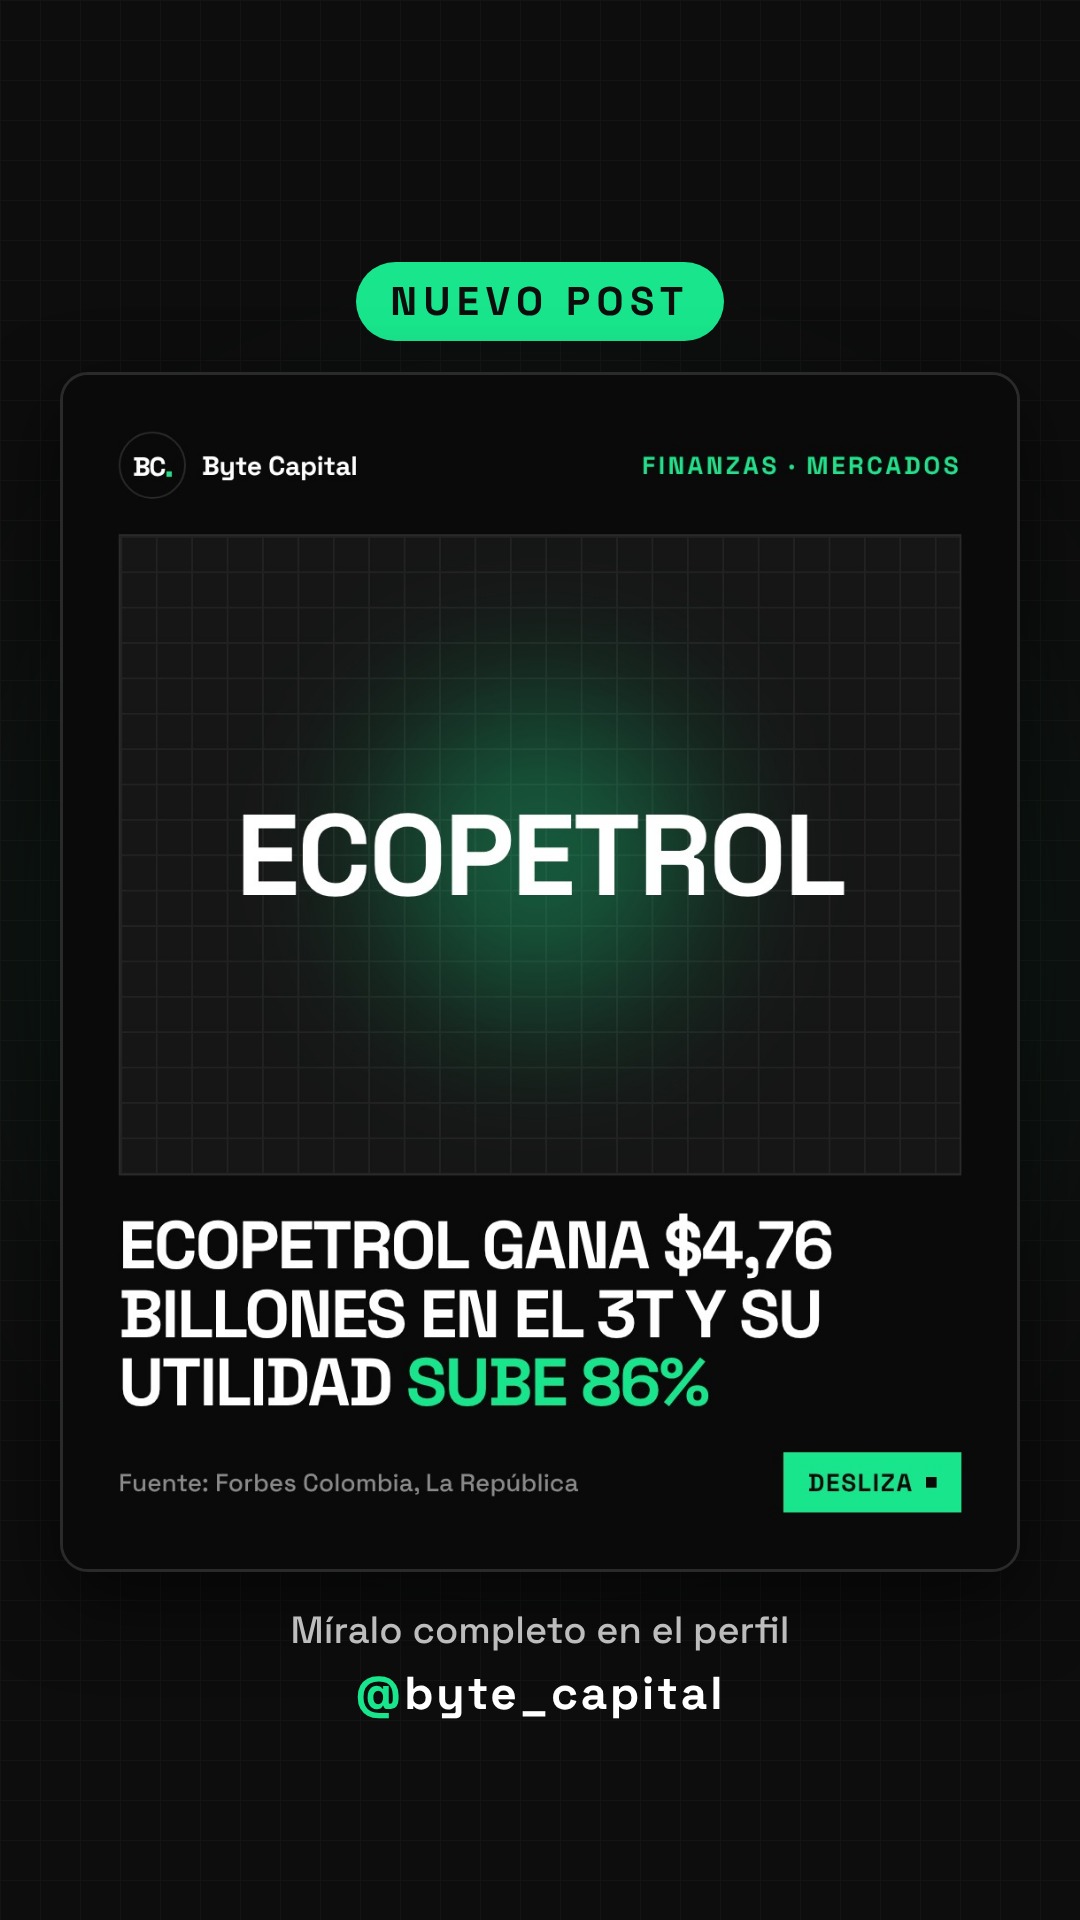 NUEVO POST
BC.
Byte Capital
FINANZAS · MERCADOS
ECOPETROL
ECOPETROL GANA $4,76
BILLONES EN EL 3T Y SU
UTILIDAD SUBE 86%
Fuente: Forbes Colombia, La República
DESLIZA
Míralo completo en el perfil
@byte_capital